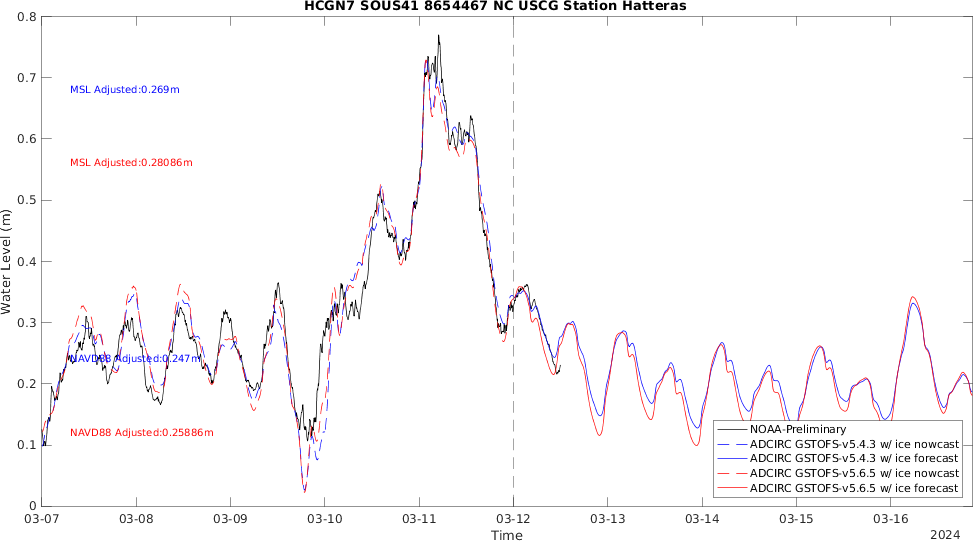 HCGN7 SOUS41 8654467 NC USCG Station Hatteras
0.8
0.7
0.6
0.5
0.4
0.3
0.2
0.1
0
Water Level (m)
MSL Adjusted:0.269m
MSL Adjusted:0.28086m
NAVD88 Adjusted:0.247m
NAVD88 Adjusted:0.25886m
NOAA-Preliminary
ADCIRC GSTOFS-v5.4.3 w/ ice nowcast
ADCIRC GSTOFS-v5.4.3 w/ ice forecast
ADCIRC GSTOFS-v5.6.5 w/ ice nowcast
ADCIRC GSTOFS-v5.6.5 w/ ice forecast
03-07 03-08 03-09 03-10 03-11 03-12 03-13 03-14 03-15 03-16
Time
2024